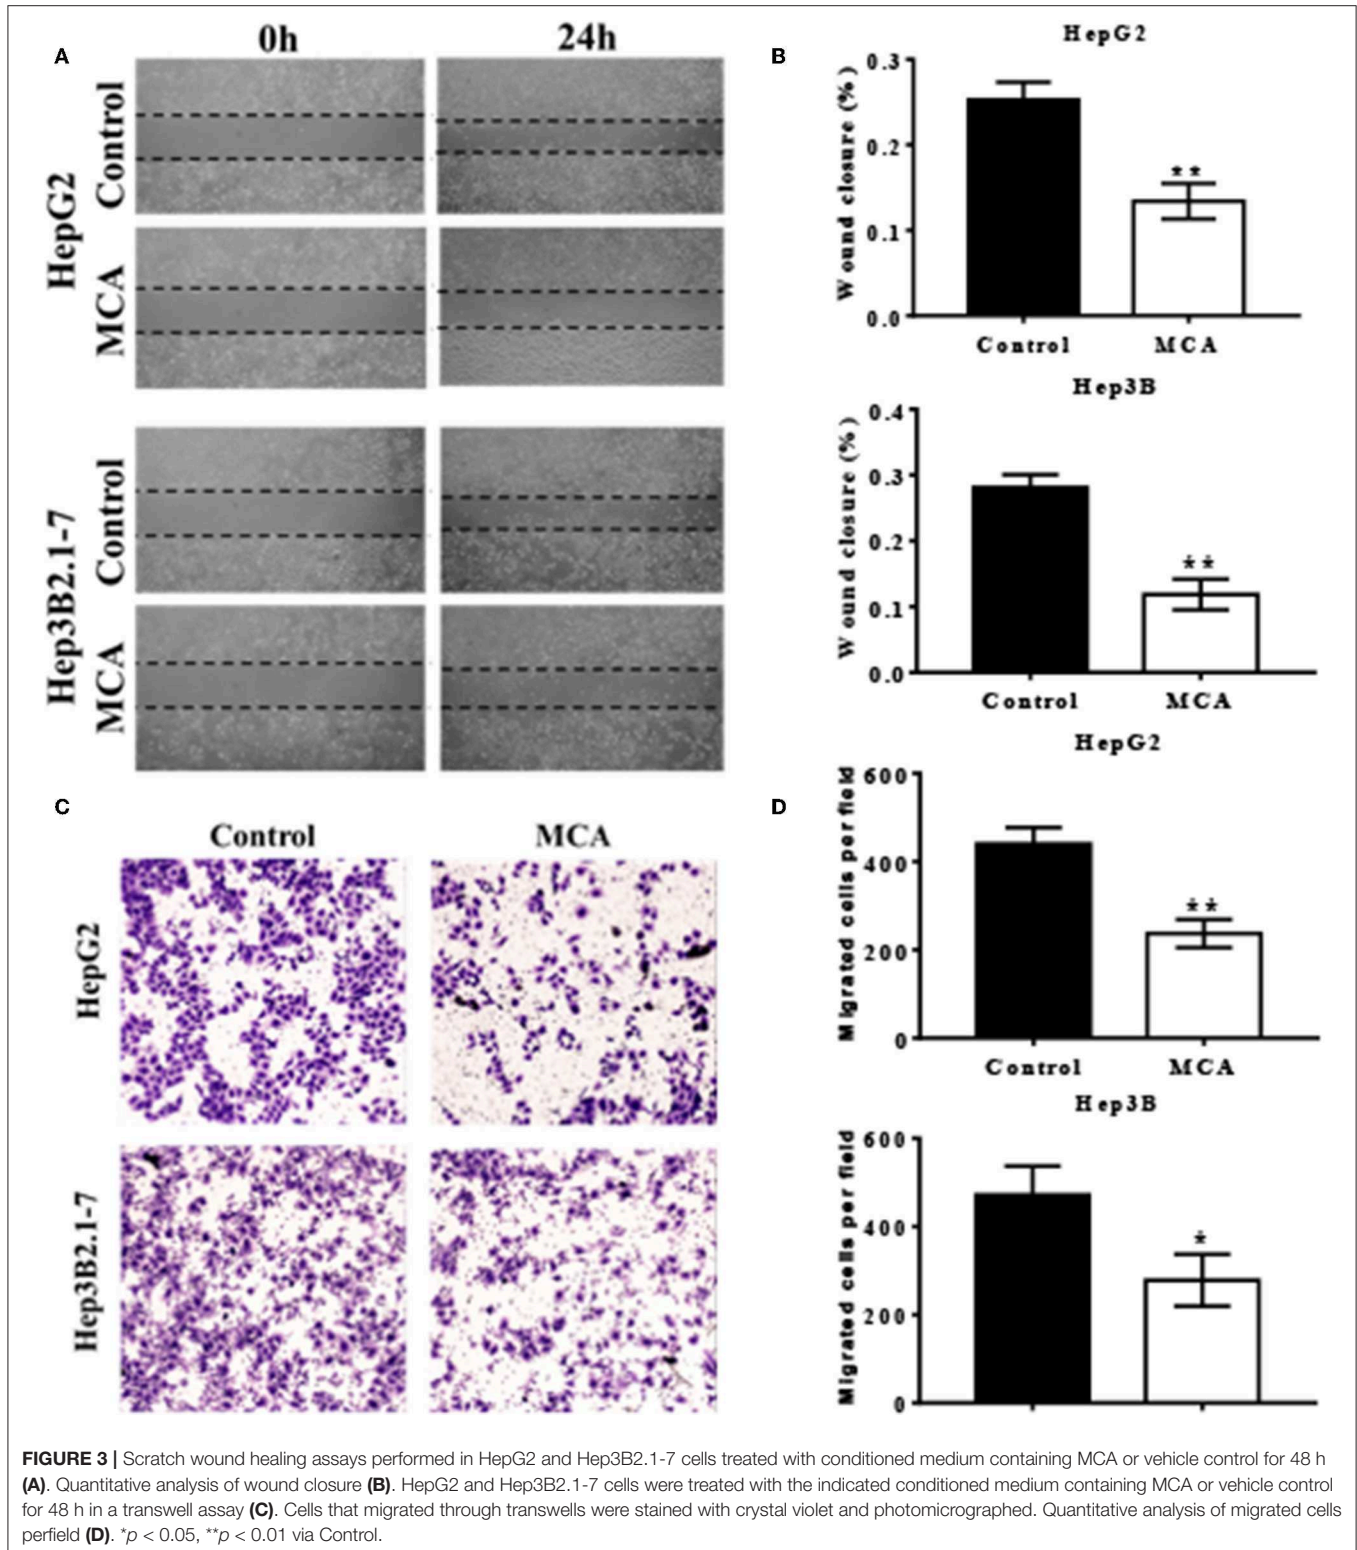 A
0h
24h
HepG2
Control
MCA
Hep3B2.1-7
Control
MCA
B
HepG2
Wound closure (%)
0.3
0.2
0.1
0.0
**
Control
MCA
Hep3B
Wound closure (%)
0.4
0.3
0.2
0.1
0.0
**
Control
MCA
C
Control
MCA
HepG2
Hep3B2.1-7
D
HepG2
Migrated cells per field
600
400
200
0
**
Control
MCA
Hep3B
Migrated cells per field
600
400
200
0
*
FIGURE 3 | Scratch wound healing assays performed in HepG2 and Hep3B2.1-7 cells treated with conditioned medium containing MCA or vehicle control for 48 h
(A). Quantitative analysis of wound closure (B). HepG2 and Hep3B2.1-7 cells were treated with the indicated conditioned medium containing MCA or vehicle control
for 48 h in a transwell assay (C). Cells that migrated through transwells were stained with crystal violet and photomicrographed. Quantitative analysis of migrated cells
perfield (D). *p < 0.05, **p < 0.01 via Control.